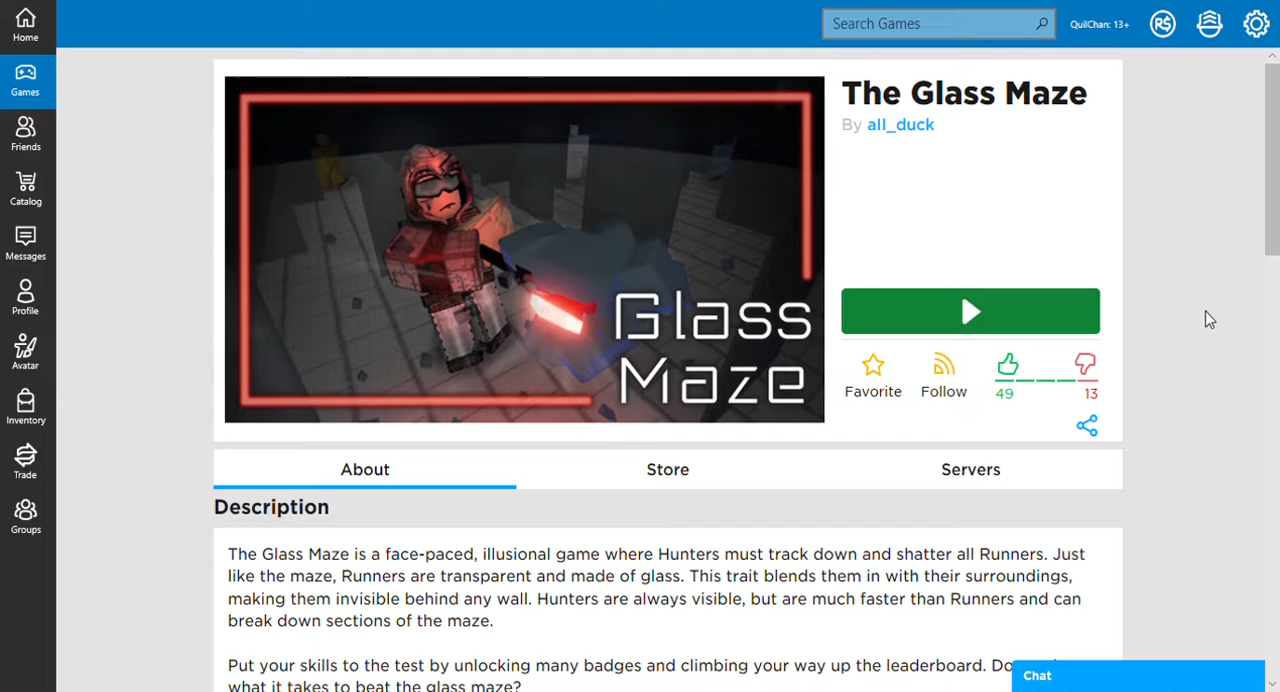 Home
Games
Friends
Catalog
Messages
Profile
Avatar
Inventory
Trade
Groups
Search Games
QuilChan: 13+
R$
Glass
Maze
The Glass Maze
By all_duck
Favorite
Follow
49
13
About
Store
Servers
Description
The Glass Maze is a face-paced, illusional game where Hunters must track down and shatter all Runners. Just
like the maze, Runners are transparent and made of glass. This trait blends them in with their surroundings,
making them invisible behind any wall. Hunters are always visible, but are much faster than Runners and can
break down sections of the maze.
Put your skills to the test by unlocking many badges and climbing your way up the leaderboard. Do
what it takes to beat the glass maze?
Chat